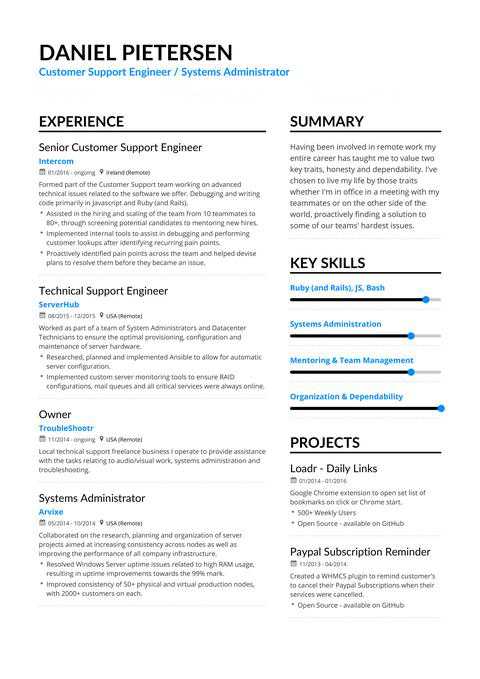 DANIEL PIETERSEN
Customer Support Engineer / Systems Administrator
EXPERIENCE
Senior Customer Support Engineer
Intercom
01/2016 - ongoing Ireland (Remote)
Formed part of the Customer Support team working on advanced
technical issues related to the software we offer. Debugging and writing
code primarily in Javascript and Ruby (and Rails).
* Assisted in the hiring and scaling of the team from 10 teammates to
80+, through screening potential candidates to mentoring new hires.
* Implemented internal tools to assist in debugging and performing
customer lookups after identifying recurring pain points.
* Proactively identified pain points across the team and helped devise
plans to resolve them before they became an issue.
Technical Support Engineer
ServerHub
08/2015 - 12/2015 USA (Remote)
Worked as part of a team of System Administrators and Datacenter
Technicians to ensure the optimal provisioning, configuration and
maintenance of server hardware.
* Researched, planned and implemented Ansible to allow for automatic
server configuration.
* Implemented custom server monitoring tools to ensure RAID
configurations, mail queues and all critical services were always online.
Owner
TroubleShootr
11/2014 - ongoing USA (Remote)
Local technical support freelance business I operate to provide assistance
with the tasks relating to audio/visual work, systems administration and
troubleshooting.
Systems Administrator
Arvixe
05/2014 - 10/2014 USA (Remote)
Collaborated on the research, planning and organization of server
projects aimed at increasing consistency across nodes as well as
improving the performance of all company infrastructure.
* Resolved Windows Server uptime issues related to high RAM usage,
resulting in uptime improvements towards the 99% mark.
* Improved consistency of 50+ physical and virtual production nodes,
with 2000+ customers on each.
SUMMARY
Having been involved in remote work my
entire career has taught me to value two
key traits, honesty and dependability. I've
chosen to live my life by those traits
whether I'm in office in a meeting with my
teammates or on the other side of the
world, proactively finding a solution to
some of our teams' hardest issues.
KEY SKILLS
Ruby (and Rails), JS, Bash
Systems Administration
Mentoring & Team Management
Organization & Dependability
PROJECTS
Loadr - Daily Links
01/2014 - 01/2016
Google Chrome extension to open set list of
bookmarks on click or Chrome start.
* 500+ Weekly Users
* Open Source - available on GitHub
Paypal Subscription Reminder
11/2013 - 04/2014
Created a WHMCS plugin to remind customer's
to cancel their Paypal Subscriptions when their
services were cancelled.
* Open Source - available on GitHub